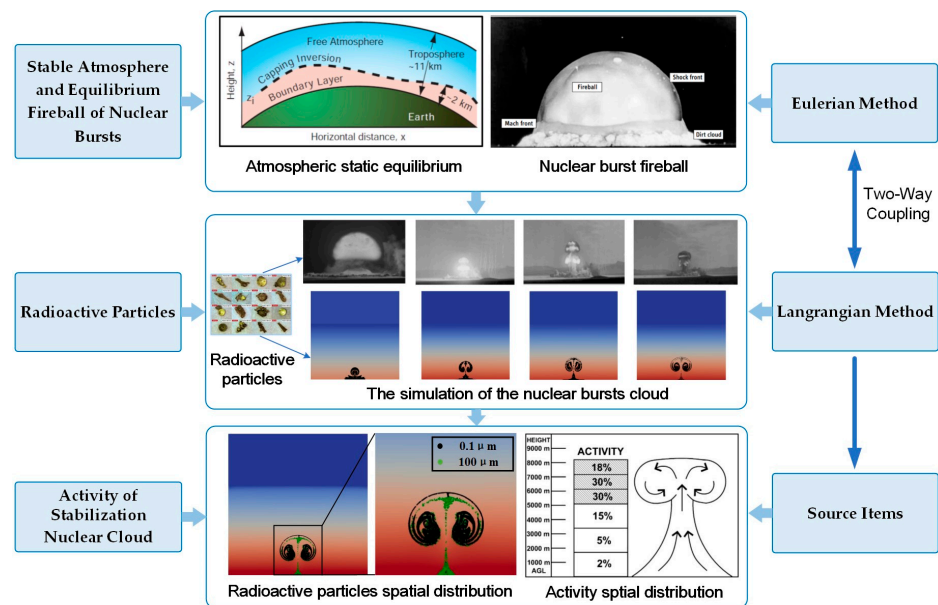 Stable Atmosphere
and Equilibrium
Fireball of Nuclear
Bursts
Height, z
Free Atmosphere
Capping Inversion
Troposphere
~11 km
Boundary Layer
~2 km
zi
Earth
Horizontal distance, x
Atmospheric static equilibrium
Fireball
Shock front
Mach front
Dirt cloud
Nuclear burst fireball
Eulerian Method
Two-Way
Coupling
Radioactive Particles
Radioactive
particles
The simulation of the nuclear bursts cloud
Langrangian Method
Activity of
Stabilization
Nuclear Cloud
0.1 μm
100 μm
Radioactive particles spatial distribution
HEIGHT
9000 m
8000 m
7000 m
6000 m
5000 m
4000 m
3000 m
2000 m
1000 m
AGL
ACTIVITY
18%
30%
30%
15%
5%
2%
Activity sptial distribution
Source Items